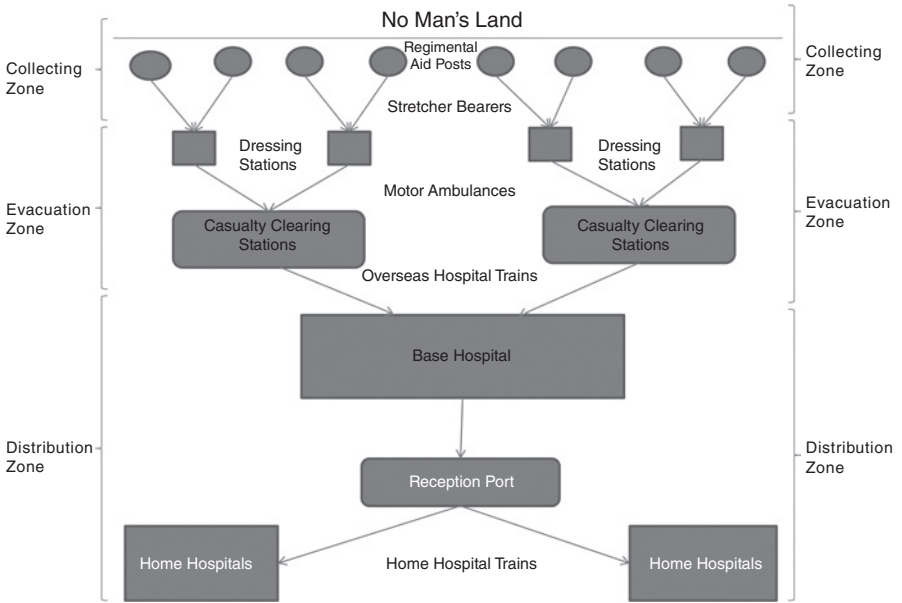 No Man's Land
Regimental
Aid Posts
Collecting
Zone
Collecting
Zone
Stretcher Bearers
Dressing
Stations
Dressing
Stations
Motor Ambulances
Evacuation
Zone
Evacuation
Zone
Casualty Clearing
Stations
Casualty Clearing
Stations
Overseas Hospital Trains
Base Hospital
Distribution
Zone
Distribution
Zone
Reception Port
Home Hospitals
Home Hospital Trains
Home Hospitals